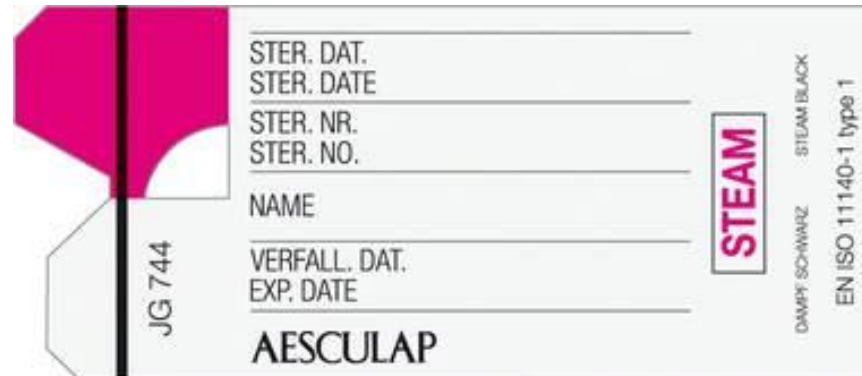 STER. DAT.
STER. DATE
STER. NR.
STER. NO.
NAME
VERFALL. DAT.
EXP. DATE
AESCULAP
JG 744
STEAM
DAMPF SCHWARZ STEAM BLACK
EN ISO 11140-1 type 1